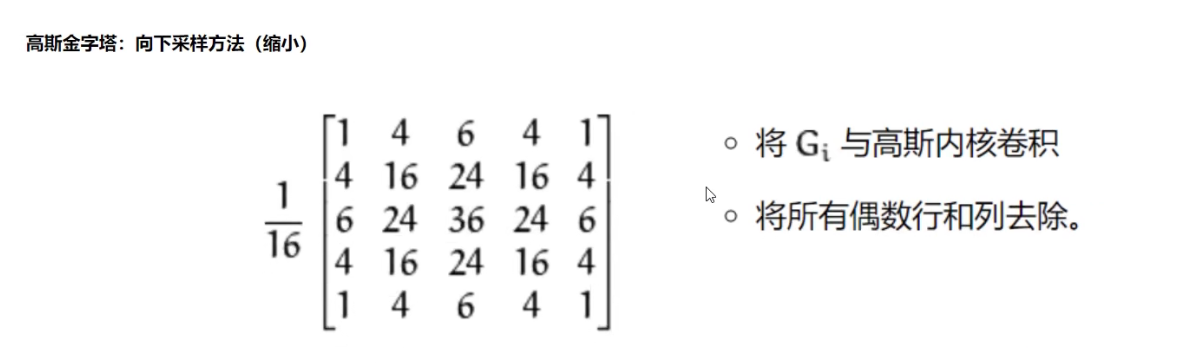 高斯金字塔：向下采样方法（缩小）
1/16
1 4 6 4 1
4 16 24 16 4
6 24 36 24 6
4 16 24 16 4
1 4 6 4 1
将 Gi 与高斯内核卷积
将所有偶数行和列去除。